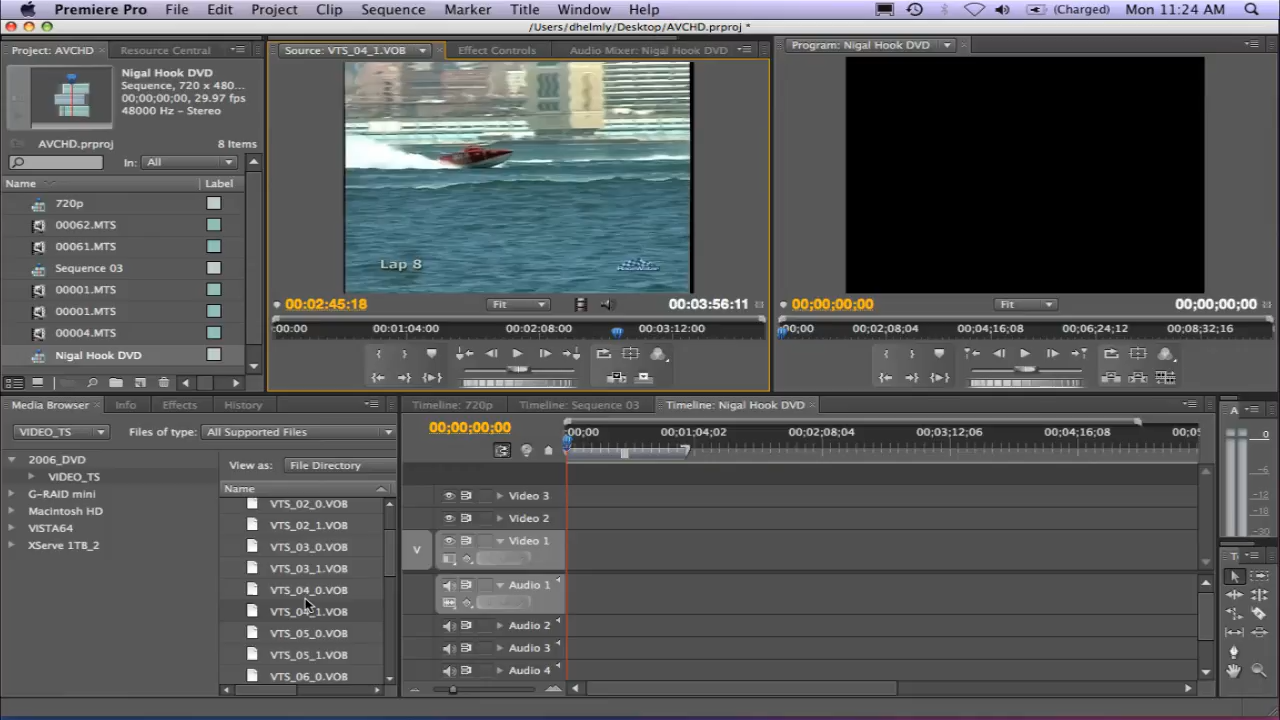 Premiere Pro File Edit Project Clip Sequence Marker Title Window Help (Charged) Mon 11:24 AM
/Users/dhelmly/Desktop/AVCHD.prproj *
Project: AVCHD Resource Central
Nigal Hook DVD
Sequence, 720 x 480...
00;00;00;00, 29.97 fps
48000 Hz - Stereo
AVCHD.prproj 8 Items
In: All
Name Label
720p
00062.MTS
00061.MTS
Sequence 03
00001.MTS
00001.MTS
00004.MTS
Nigal Hook DVD
Source: VTS_04_1.VOB Effect Controls Audio Mixer: Nigal Hook DVD
Lap 8
00:02:45:18 Fit 00:03:56:11
:00:00 00:01:04:00 00:02:08:00 00:03:12:00
Program: Nigal Hook DVD
00;00;00;00 Fit 00;00;00;00
00;00 00;02;08;04 00;04;16;08 00;06;24;12 00;08;32;16
Media Browser Info Effects History
VIDEO_TS Files of type: All Supported Files
2006_DVD
VIDEO_TS
G-RAID mini
Macintosh HD
VISTA64
XServe 1TB_2
View as: File Directory
Name
VTS_02_0.VOB
VTS_02_1.VOB
VTS_03_0.VOB
VTS_03_1.VOB
VTS_04_0.VOB
VTS_04_1.VOB
VTS_05_0.VOB
VTS_05_1.VOB
VTS_06_0.VOB
Timeline: 720p Timeline: Sequence 03 Timeline: Nigal Hook DVD
00;00;00;00
;00;00 00;01;04;02 00;02;08;04 00;03;12;06 00;04;16;08
Video 3
Video 2
V Video 1
Audio 1
Audio 2
Audio 3
Audio 4
A
0
-6
-12
-18